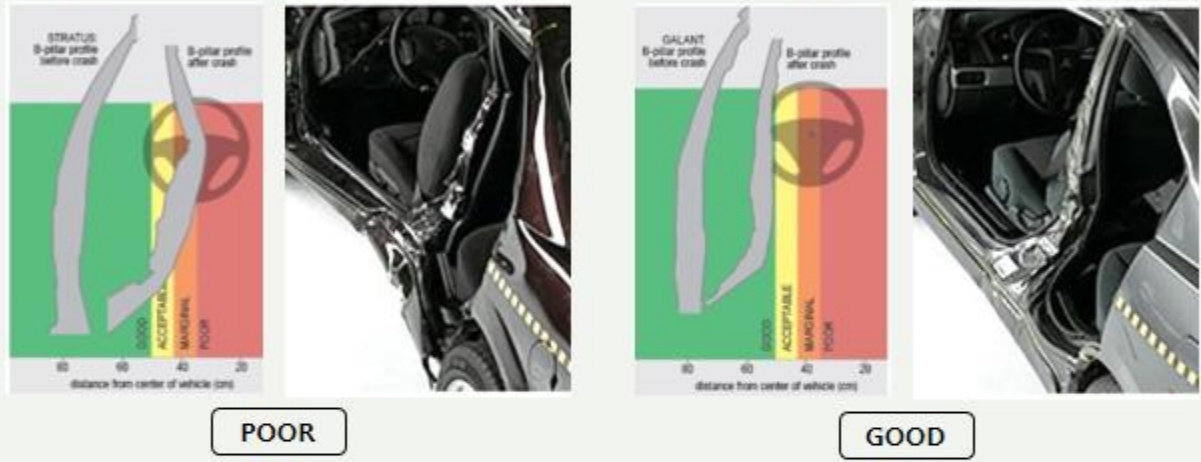 STRATUS:
B-pillar profile
before crash
B-pillar profile
after crash
GOOD
ACCEPTABLE
MARGINAL
POOR
80
60
40
20
distance from center of vehicle (cm)
POOR
GALANT:
B-pillar profile
before crash
B-pillar profile
after crash
GOOD
ACCEPTABLE
MARGINAL
POOR
80
60
40
20
distance from center of vehicle (cm)
GOOD